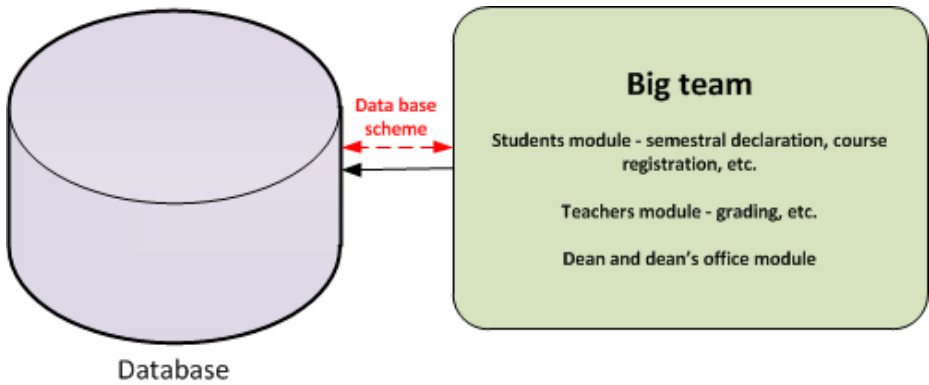 Big team
Data base
scheme
Students module - semestral declaration, course
registration, etc.
Teachers module - grading, etc.
Dean and dean's office module
Database